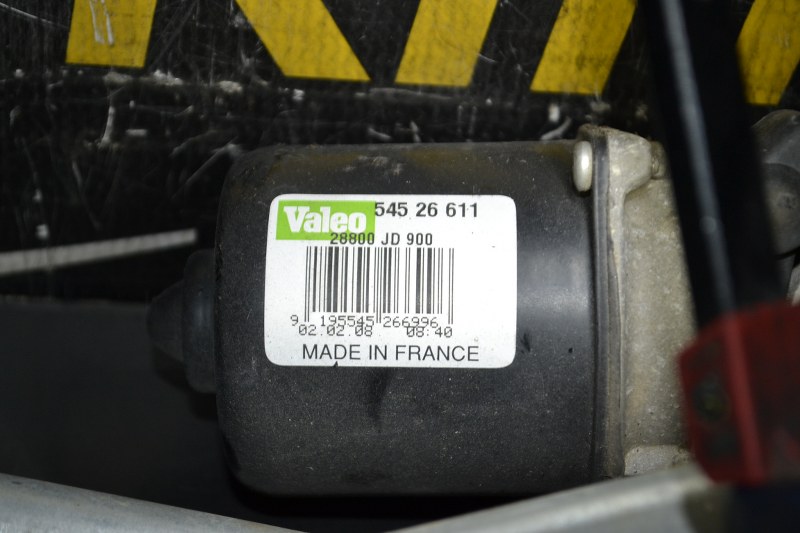 Valeo 545 26 611
28800 JD 900
9 195545 266996
02.02.08 08:40
MADE IN FRANCE